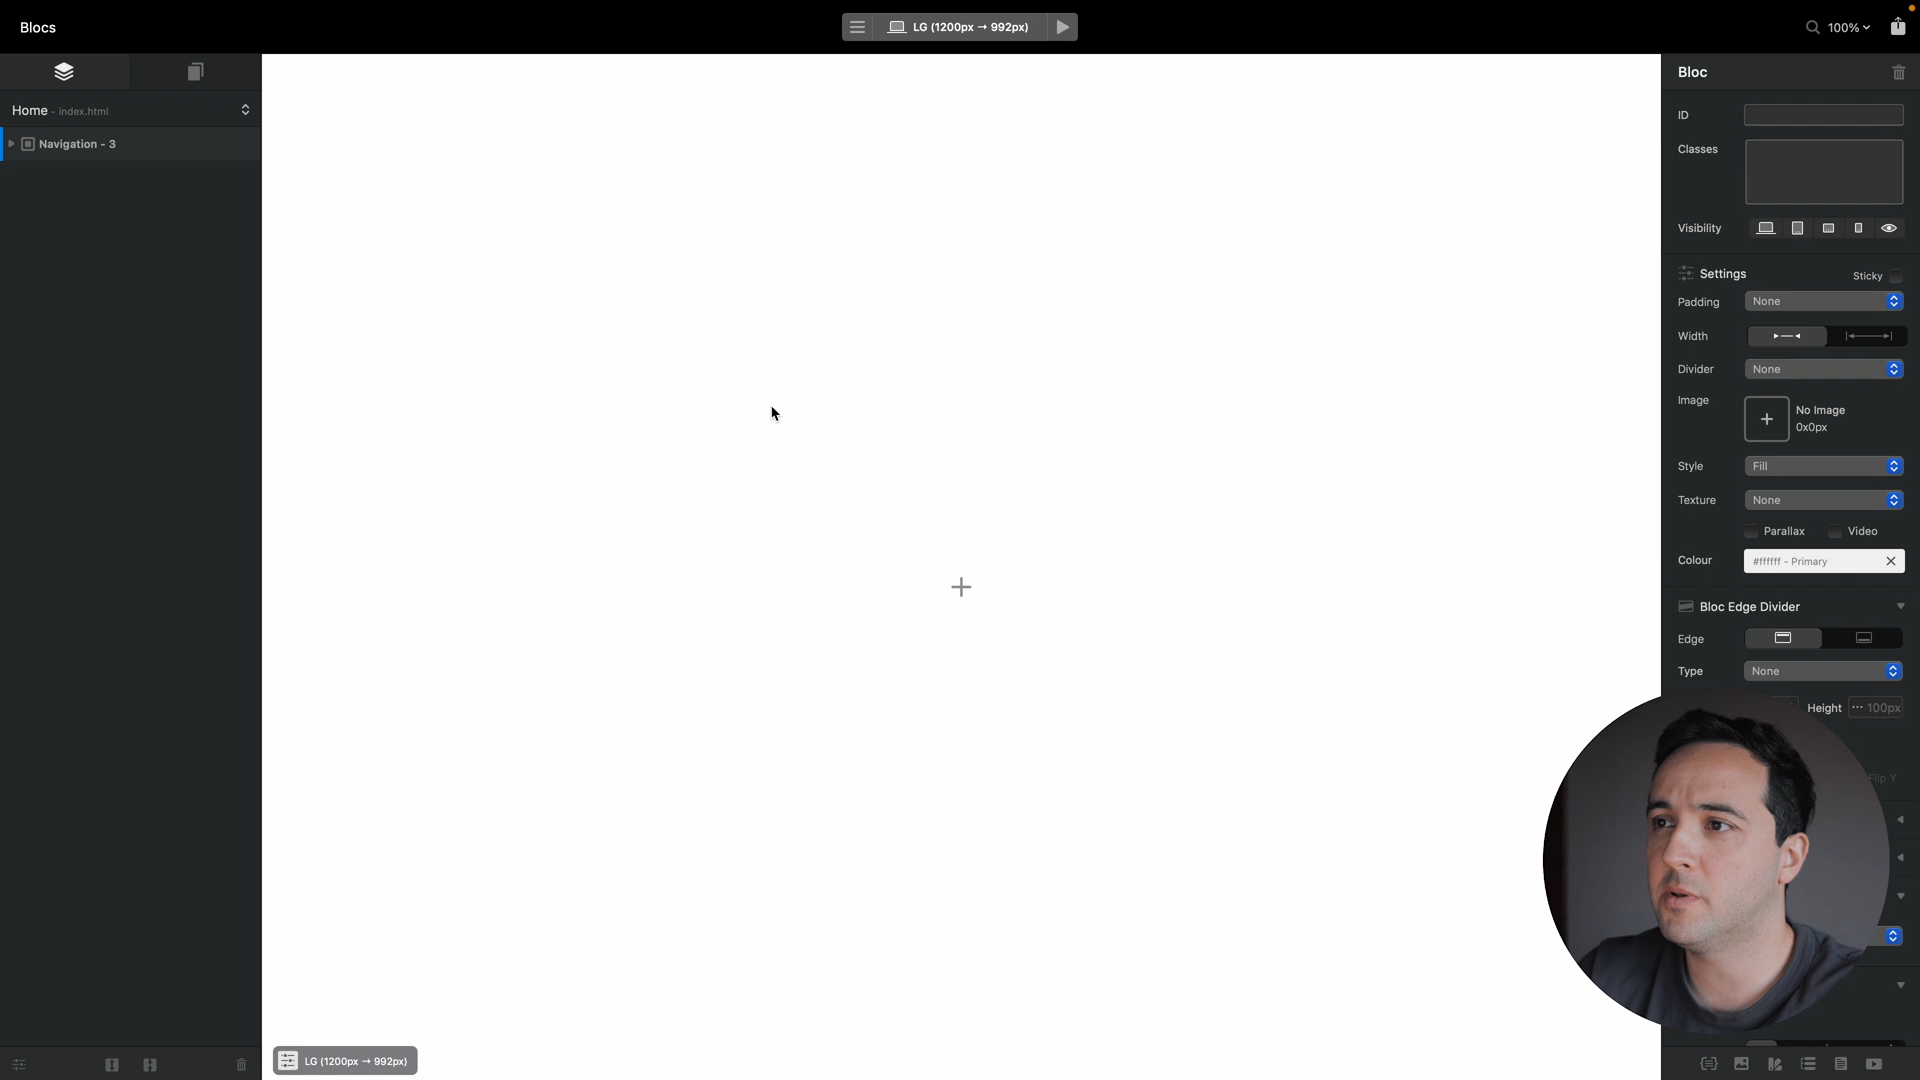 Blocs
LG (1200px → 992px)
100%
Home - index.html
Navigation - 3
Bloc
ID
Classes
Visibility
Settings
Sticky
Padding
None
Width
Divider
None
Image
No Image
0x0px
Style
Fill
Texture
None
Parallax
Video
Colour
#ffffff - Primary
Bloc Edge Divider
Edge
Type
None
Height
100px
Flip Y
LG (1200px → 992px)